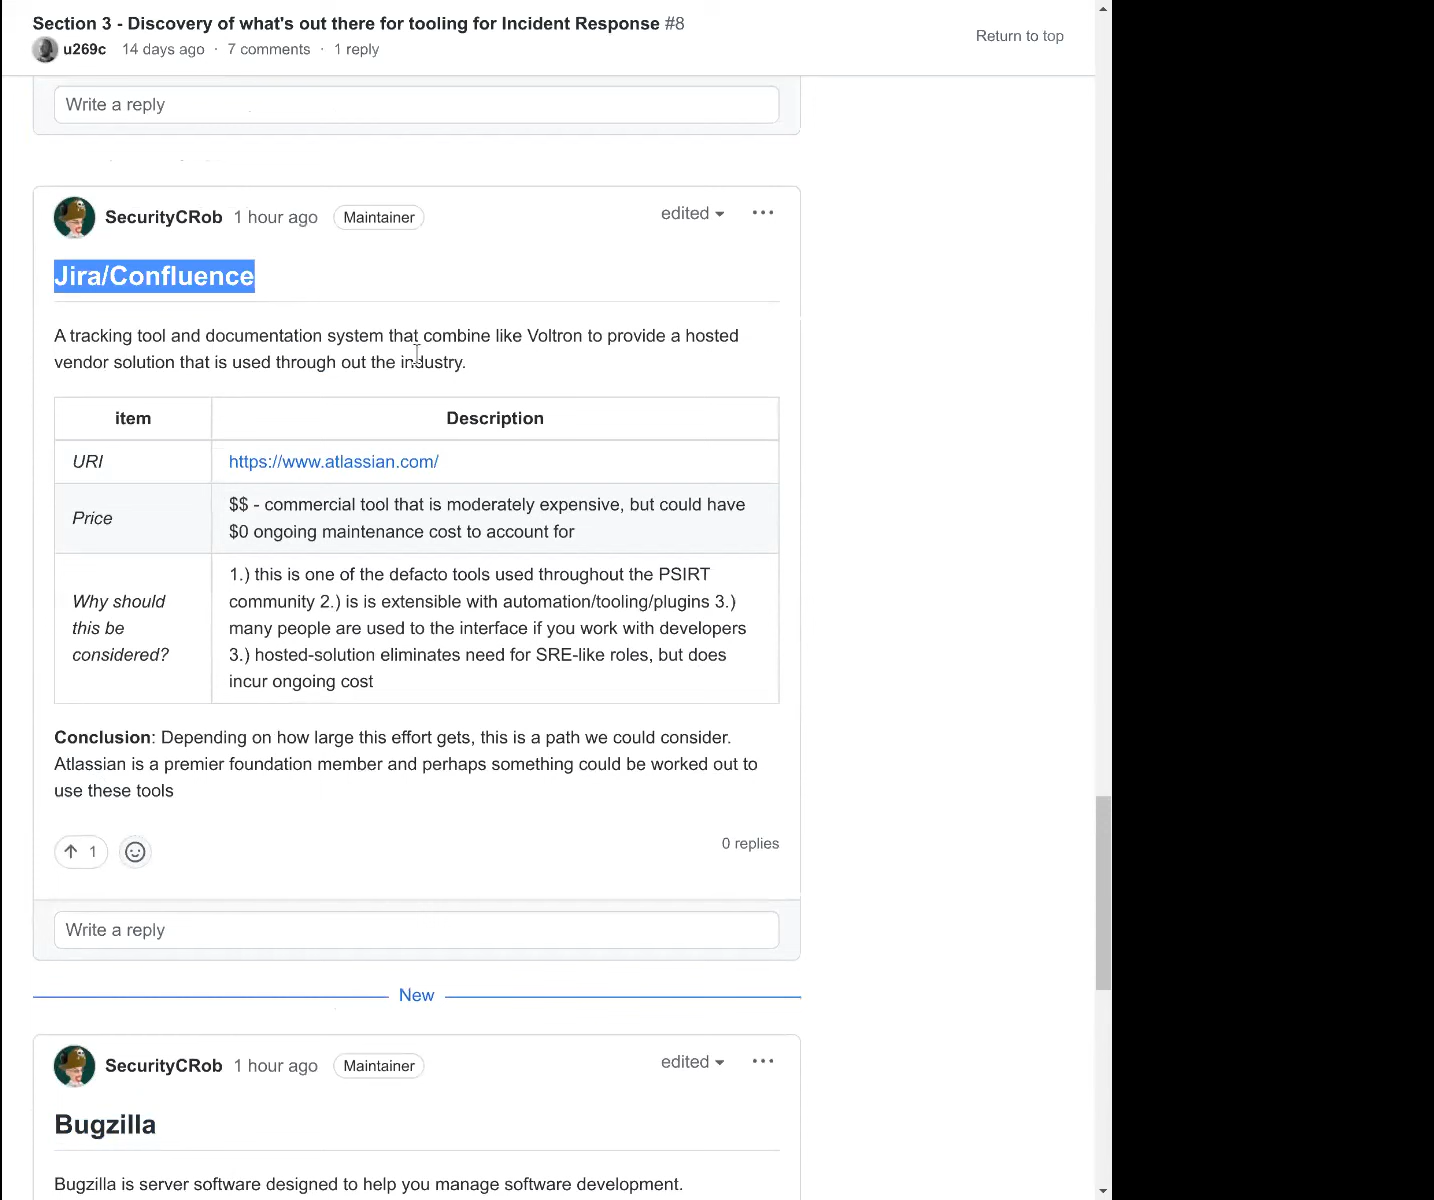 Section 3 - Discovery of what's out there for tooling for Incident Response #8
u269c 14 days ago · 7 comments · 1 reply
Return to top
Write a reply
SecurityCRob 1 hour ago Maintainer
edited
Jira/Confluence
A tracking tool and documentation system that combine like Voltron to provide a hosted
vendor solution that is used through out the industry.
item Description
URI https://www.atlassian.com/
Price
$$ - commercial tool that is moderately expensive, but could have
$0 ongoing maintenance cost to account for
Why should
this be
considered?
1.) this is one of the defacto tools used throughout the PSIRT
community 2.) is is extensible with automation/tooling/plugins 3.)
many people are used to the interface if you work with developers
3.) hosted-solution eliminates need for SRE-like roles, but does
incur ongoing cost
Conclusion: Depending on how large this effort gets, this is a path we could consider.
Atlassian is a premier foundation member and perhaps something could be worked out to
use these tools
1
0 replies
Write a reply
New
SecurityCRob 1 hour ago Maintainer
edited
Bugzilla
Bugzilla is server software designed to help you manage software development.